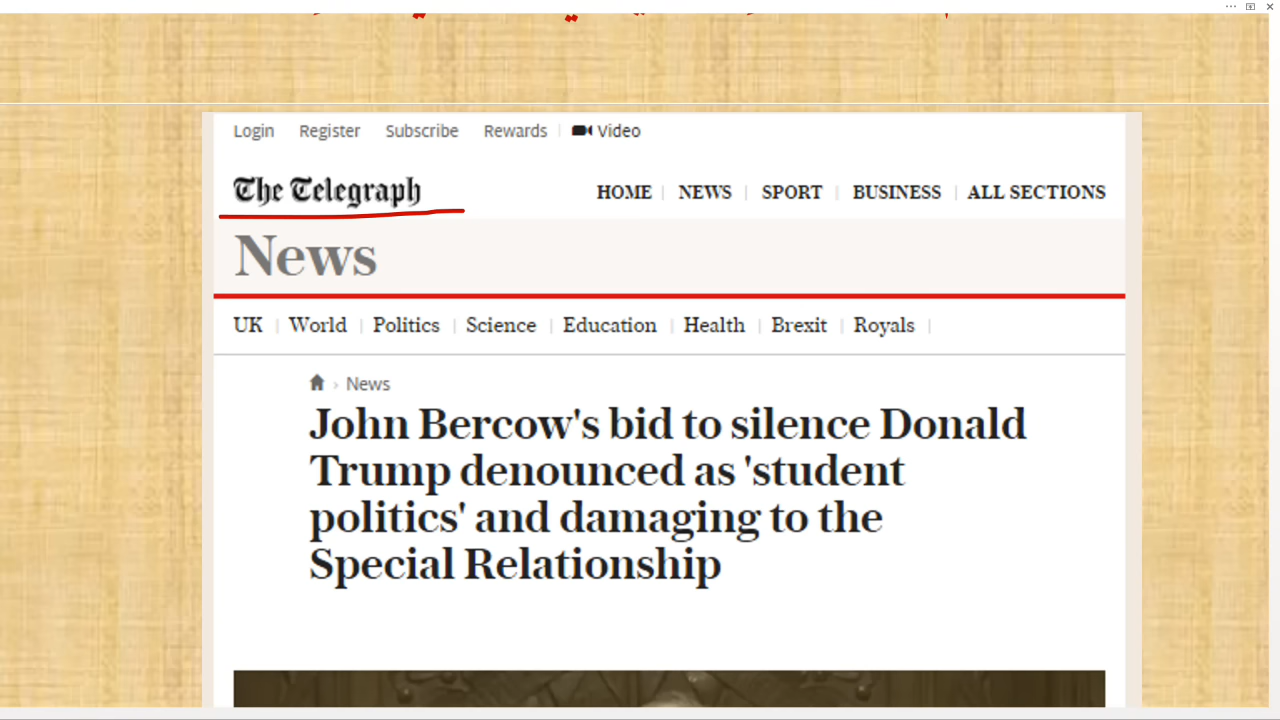 Login Register Subscribe Rewards Video
The Telegraph
HOME NEWS SPORT BUSINESS ALL SECTIONS
News
UK World Politics Science Education Health Brexit Royals
News
John Bercow's bid to silence Donald
Trump denounced as 'student
politics' and damaging to the
Special Relationship